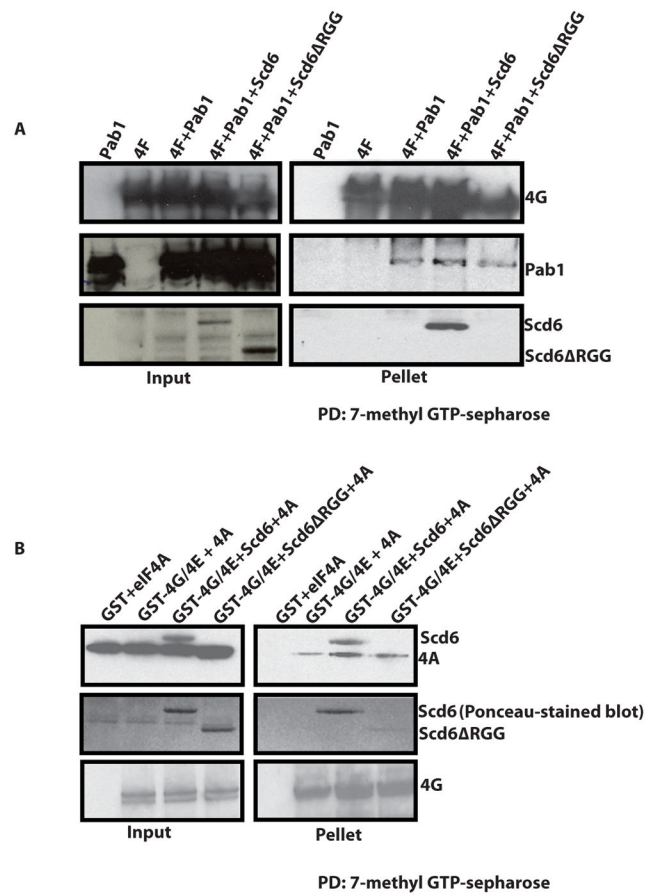 A
Pab1
4F
4F+Pab1
4F+Pab1+Scd6
4F+Pab1+Scd6ΔRGG
Pab1
4F
4F+Pab1
4F+Pab1+Scd6
4F+Pab1+Scd6ΔRGG
4G
Pab1
Scd6
Scd6ΔRGG
Input
Pellet
PD: 7-methyl GTP-sepharose
B
GST+eIF4A
GST-4G/4E + 4A
GST-4G/4E+Scd6+4A
GST-4G/4E+Scd6ΔRGG+4A
GST+eIF4A
GST-4G/4E + 4A
GST-4G/4E+Scd6+4A
GST-4G/4E+Scd6ΔRGG+4A
Scd6
4A
Scd6 (Ponceau-stained blot)
Scd6ΔRGG
4G
Input
Pellet
PD: 7-methyl GTP-sepharose